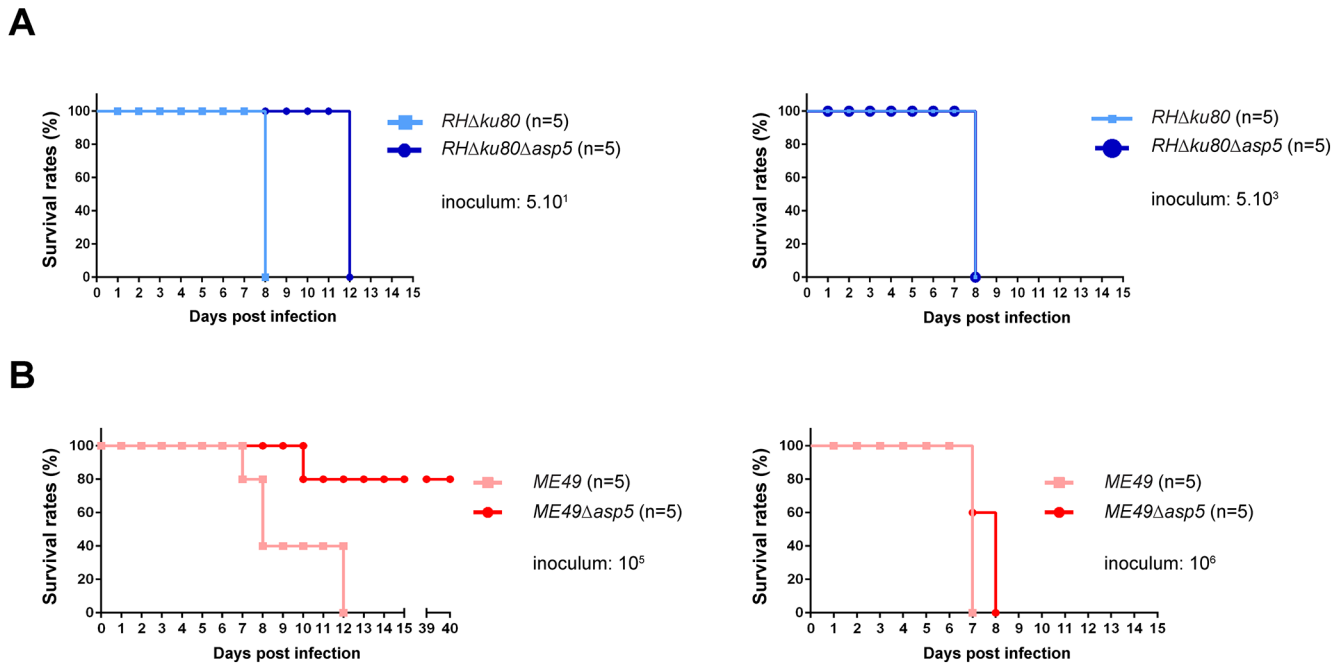 A
Survival rates (%)
100
80
60
40
20
0
0 1 2 3 4 5 6 7 8 9 10 11 12 13 14 15
Days post infection
RHΔku80 (n=5)
RHΔku80Δasp5 (n=5)
inoculum: 5.10¹
Survival rates (%)
100
80
60
40
20
0
0 1 2 3 4 5 6 7 8 9 10 11 12 13 14 15
Days post infection
RHΔku80 (n=5)
RHΔku80Δasp5 (n=5)
inoculum: 5.10³
B
Survival rates (%)
100
80
60
40
20
0
0 1 2 3 4 5 6 7 8 9 10 11 12 13 14 15 39 40
Days post infection
ME49 (n=5)
ME49Δasp5 (n=5)
inoculum: 10⁵
Survival rates (%)
100
80
60
40
20
0
0 1 2 3 4 5 6 7 8 9 10 11 12 13 14 15
Days post infection
ME49 (n=5)
ME49Δasp5 (n=5)
inoculum: 10⁶